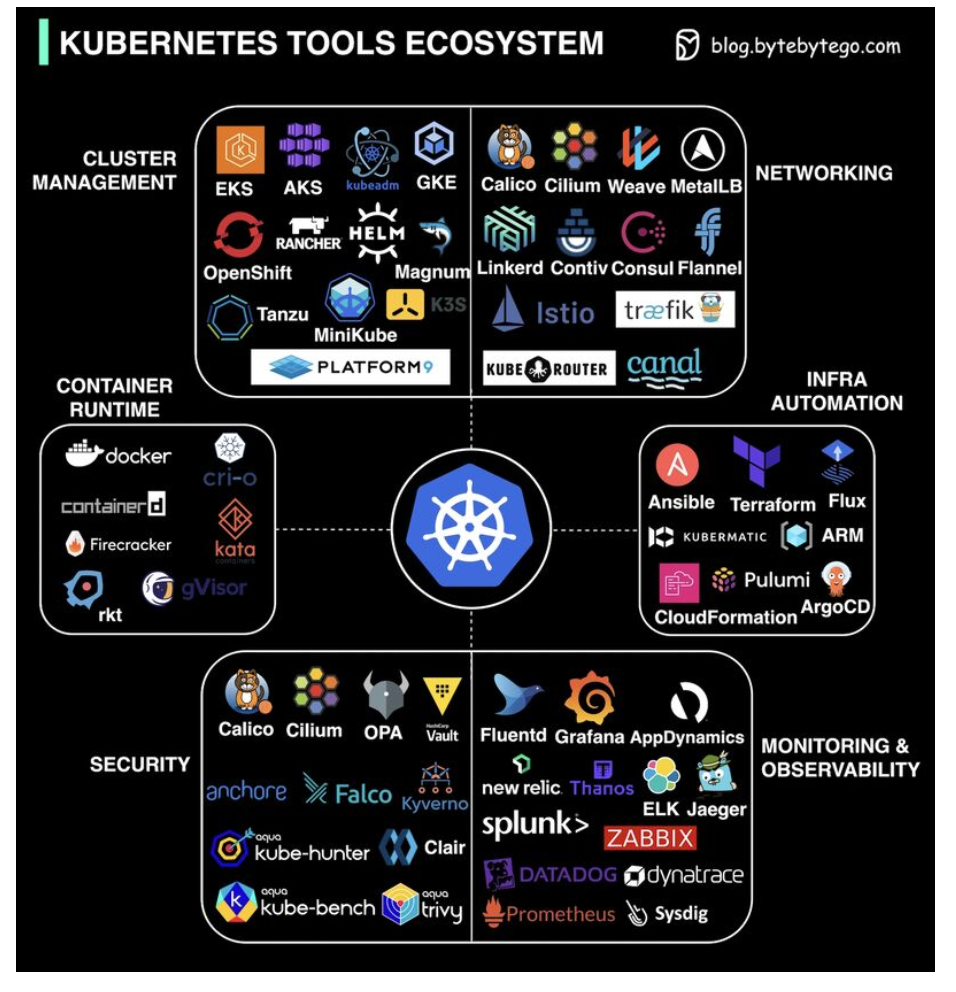 KUBERNETES TOOLS ECOSYSTEM
blog.bytebytego.com
CLUSTER
MANAGEMENT
EKS
AKS
kubeadm
GKE
OpenShift
RANCHER
HELM
Magnum
Tanzu
MiniKube
K3S
PLATFORM9
NETWORKING
Calico
Cilium
Weave
MetalLB
Linkerd
Contiv
Consul
Flannel
Istio
træfik
KUBE ROUTER
canal
CONTAINER
RUNTIME
docker
cri-o
containerd
Firecracker
kata
containers
rkt
gVisor
INFRA
AUTOMATION
Ansible
Terraform
Flux
KUBERMATIC
ARM
CloudFormation
Pulumi
ArgoCD
SECURITY
Calico
Cilium
OPA
HashiCorp
Vault
anchore
Falco
Kyverno
aqua
kube-hunter
Clair
aqua
kube-bench
aqua
trivy
MONITORING &
OBSERVABILITY
Fluentd
Grafana
AppDynamics
new relic
Thanos
ELK
Jaeger
splunk>
ZABBIX
DATADOG
dynatrace
Prometheus
Sysdig